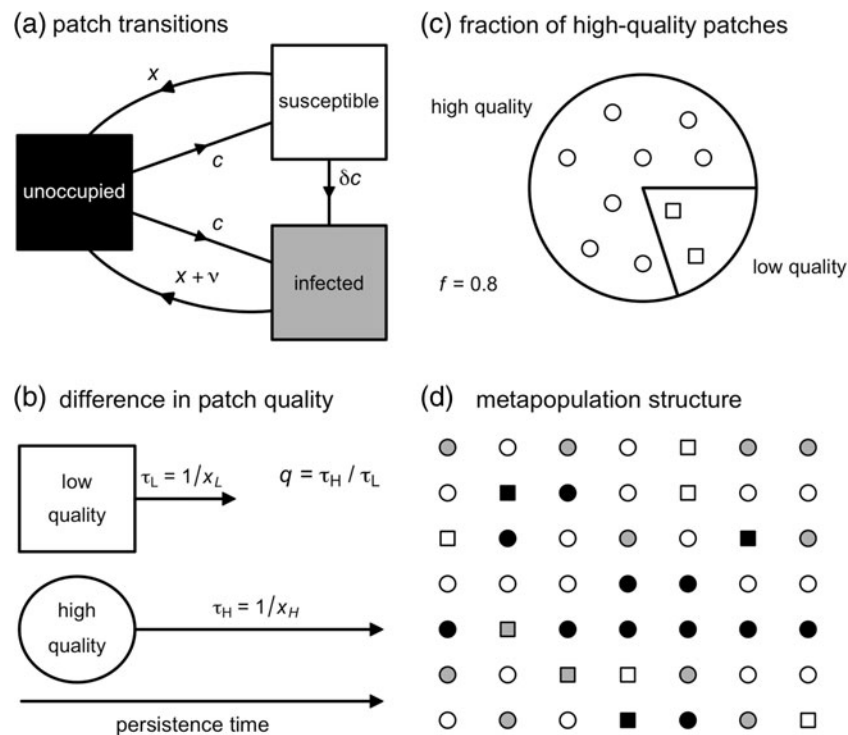 (a) patch transitions
x
susceptible
unoccupied
c
δc
c
x + ν
infected
(c) fraction of high-quality patches
high quality
low quality
f = 0.8
(b) difference in patch quality
low
quality
τL = 1/xL
q = τH / τL
high
quality
τH = 1/xH
persistence time
(d) metapopulation structure